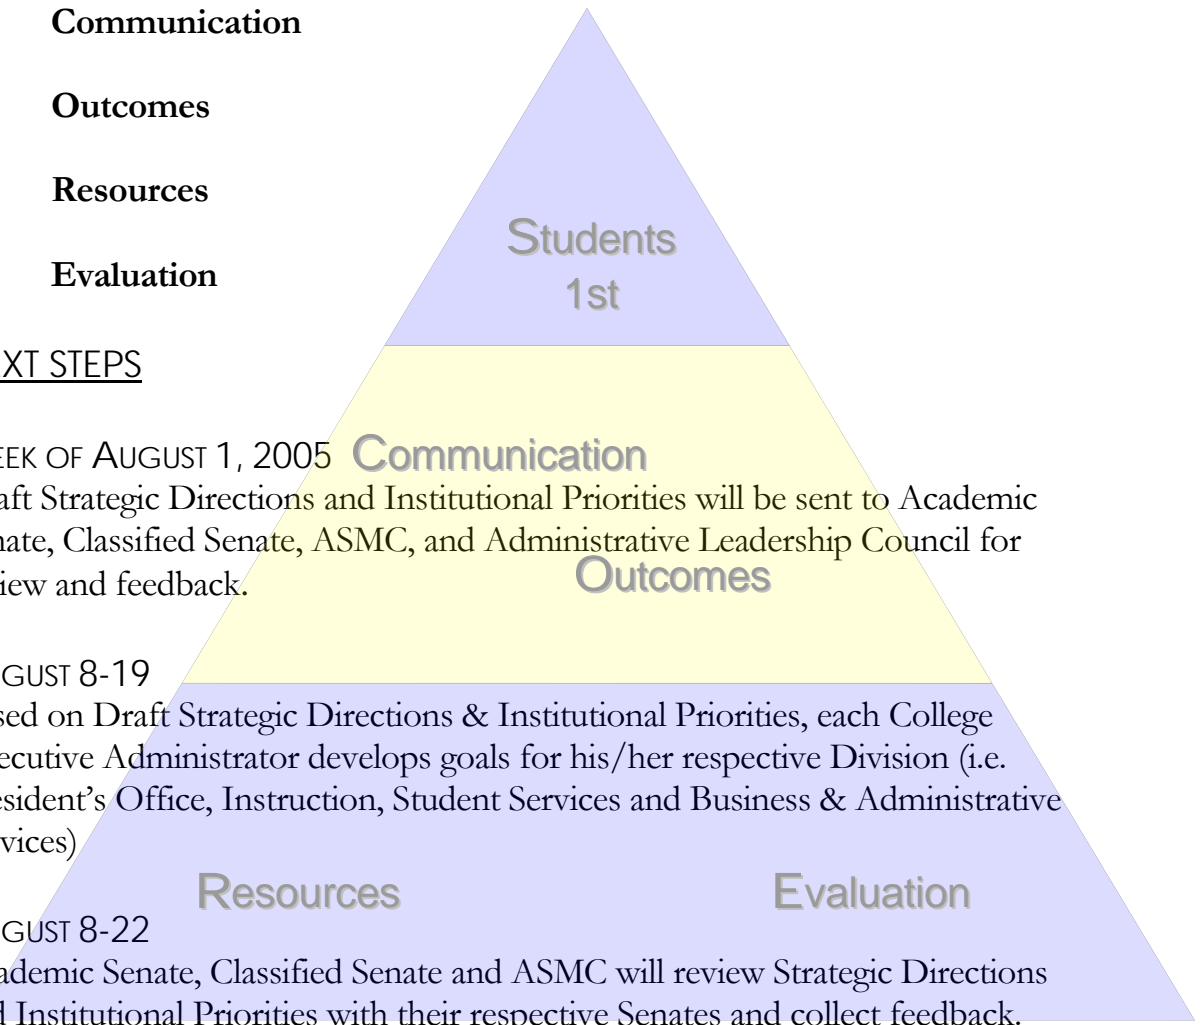 Communication
Outcomes
Resources
Evaluation
Students
1st
XT STEPS
EEK OF AUGUST 1, 2005
Communication
aft Strategic Directions and Institutional Priorities will be sent to Academic
nate, Classified Senate, ASMC, and Administrative Leadership Council for
view and feedback.
Outcomes
GUST 8-19
sed on Draft Strategic Directions & Institutional Priorities, each College
ecutive Administrator develops goals for his/her respective Division (i.e.
esident’s Office, Instruction, Student Services and Business & Administrative
vices)
Resources
Evaluation
GUST 8-22
ademic Senate, Classified Senate and ASMC will review Strategic Directions
d Institutional Priorities with their respective Senates and collect feedback.